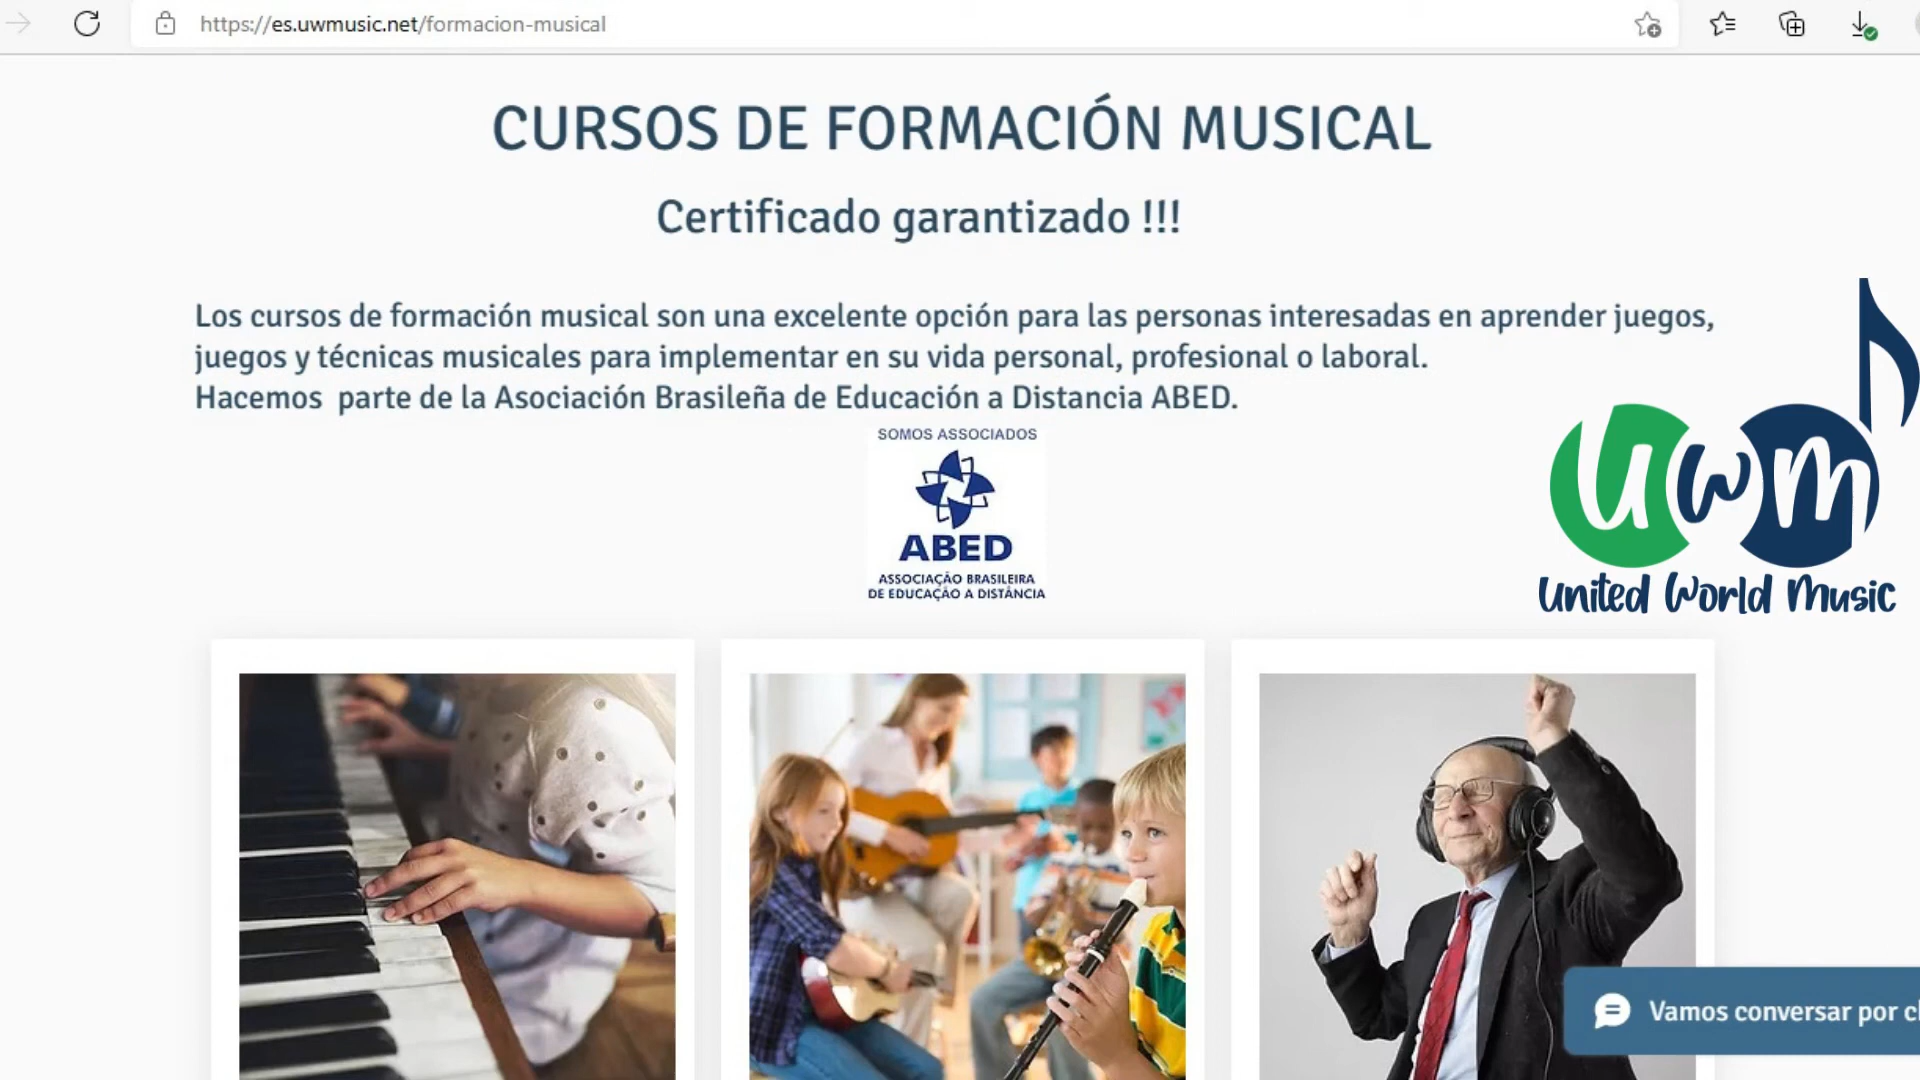 https://es.uwmusic.net/formacion-musical
CURSOS DE FORMACIÓN MUSICAL
Certificado garantizado !!!
Los cursos de formación musical son una excelente opción para las personas interesadas en aprender juegos,
juegos y técnicas musicales para implementar en su vida personal, profesional o laboral.
Hacemos parte de la Asociación Brasileña de Educación a Distancia ABED.
SOMOS ASSOCIADOS
ABED
ASSOCIAÇÃO BRASILEIRA
DE EDUCAÇÃO A DISTÂNCIA
uwm
United World Music
Vamos conversar por